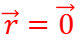 r⃗ = 0⃗